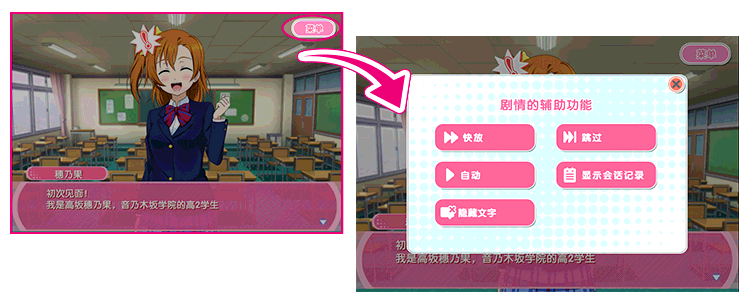 菜单
穗乃果
初次见面！
我是高坂穗乃果，音乃木坂学院的高2学生
菜单
剧情的辅助功能
快放
跳过
自动
显示会话记录
隐藏文字
初
我是高坂穗乃果，音乃木坂学院的高2学生